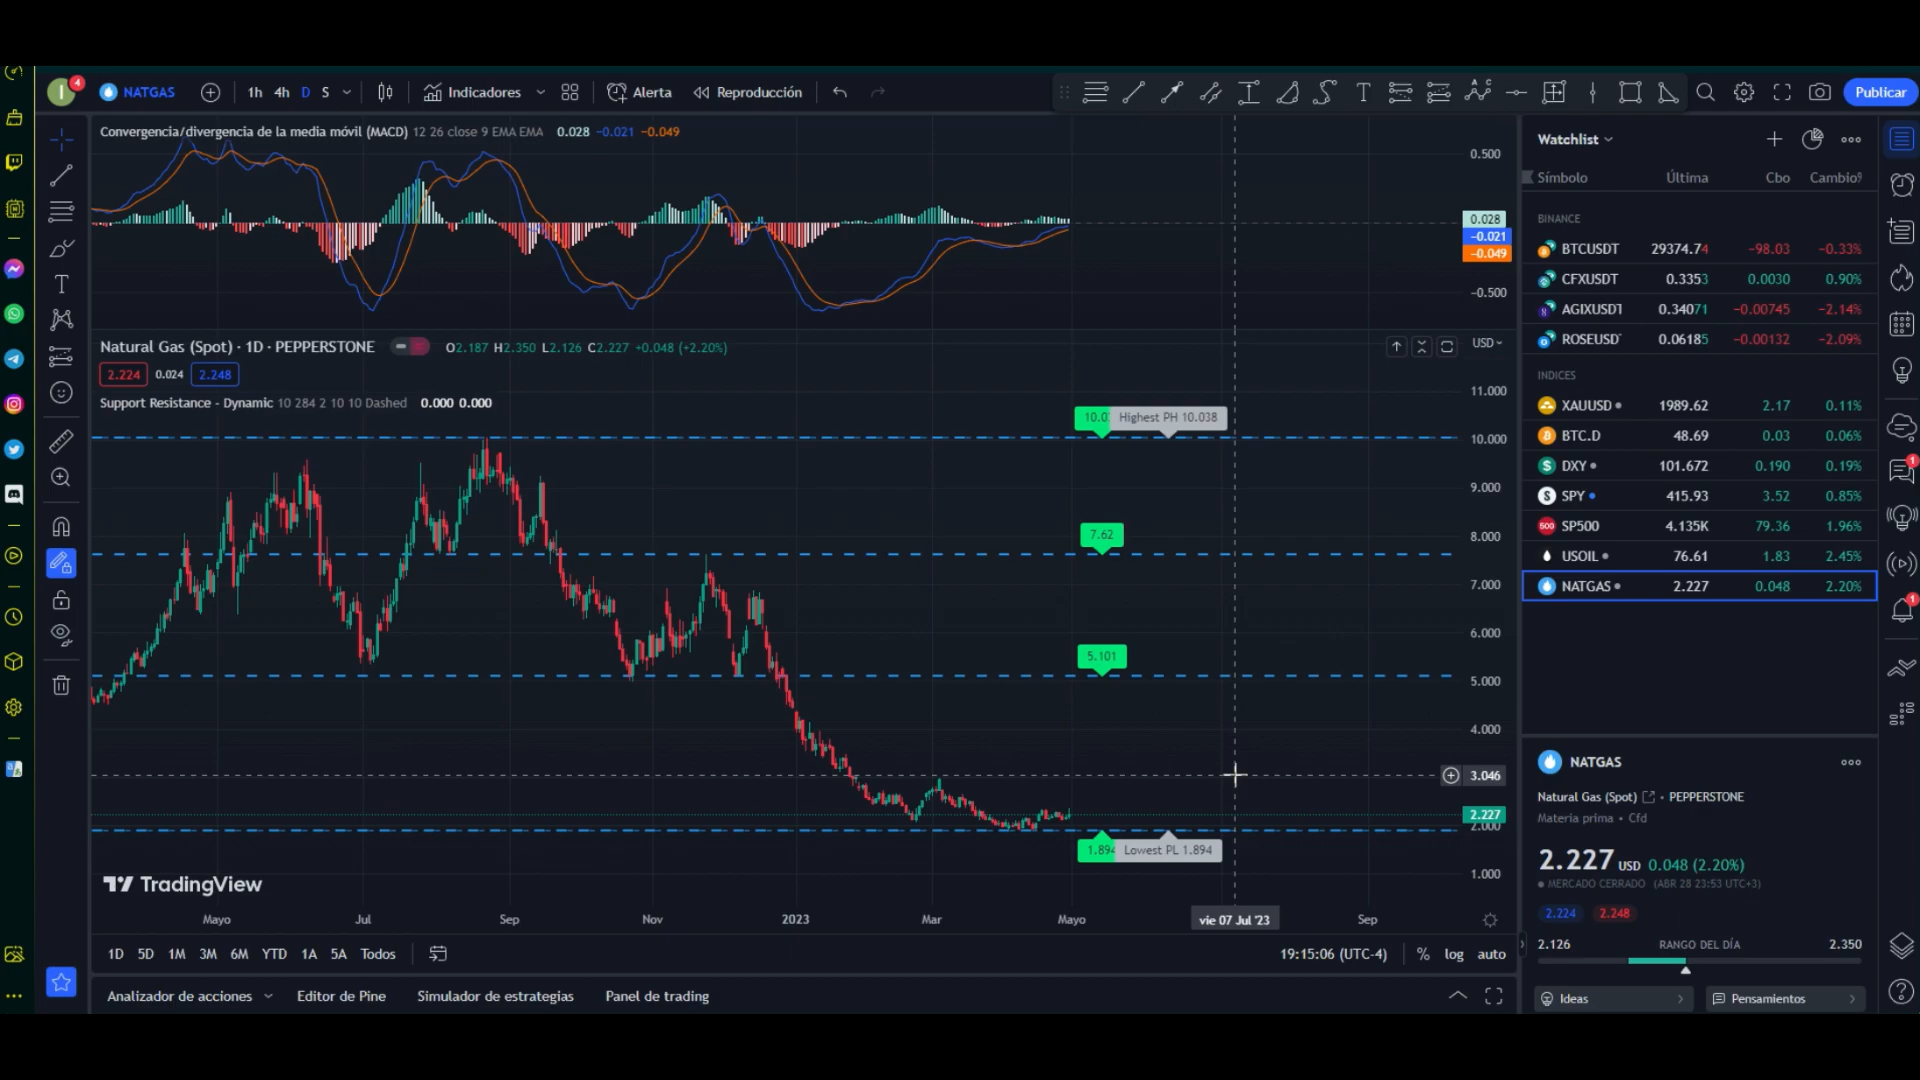 I 4 NATGAS 1h 4h D S Indicadores Alerta Reproducción T A C Publicar
Convergencia/divergencia de la media móvil (MACD) 12 26 close 9 EMA EMA 0.028 −0.021 −0.049
0.500
0.028
−0.021
−0.049
−0.500
Natural Gas (Spot) · 1D · PEPPERSTONE O2.187 H2.350 L2.126 C2.227 +0.048 (+2.20%)
USD
2.224 0.024 2.248
Support Resistance - Dynamic 10 284 2 10 10 Dashed 0.000 0.000
11.000
10.000
9.000
8.000
7.000
6.000
5.000
4.000
3.046
2.227
2.000
1.000
10.03 Highest PH 10.038
7.62
5.101
1.894 Lowest PL 1.894
TradingView
Mayo Jul Sep Nov 2023 Mar Mayo vie 07 Jul '23 Sep
1D 5D 1M 3M 6M YTD 1A 5A Todos 19:15:06 (UTC-4) % log auto
Analizador de acciones Editor de Pine Simulador de estrategias Panel de trading
Watchlist
Símbolo Última Cbo Cambio%
BINANCE
BTCUSDT 29374.74 −98.03 −0.33%
CFXUSDT 0.3353 0.0030 0.90%
AGIXUSDT 0.34071 −0.00745 −2.14%
ROSEUSD 0.06185 −0.00132 −2.09%
INDICES
XAUUSD 1989.62 2.17 0.11%
BTC.D 48.69 0.03 0.06%
DXY 101.672 0.190 0.19%
SPY 415.93 3.52 0.85%
500 SP500 4.135K 79.36 1.96%
USOIL 76.61 1.83 2.45%
NATGAS 2.227 0.048 2.20%
NATGAS
Natural Gas (Spot) • PEPPERSTONE
Materia prima • Cfd
2.227 USD 0.048 (2.20%)
MERCADO CERRADO (ABR 28 23:53 UTC+3)
2.224 2.248
2.126 RANGO DEL DÍA 2.350
Ideas Pensamientos
1
1